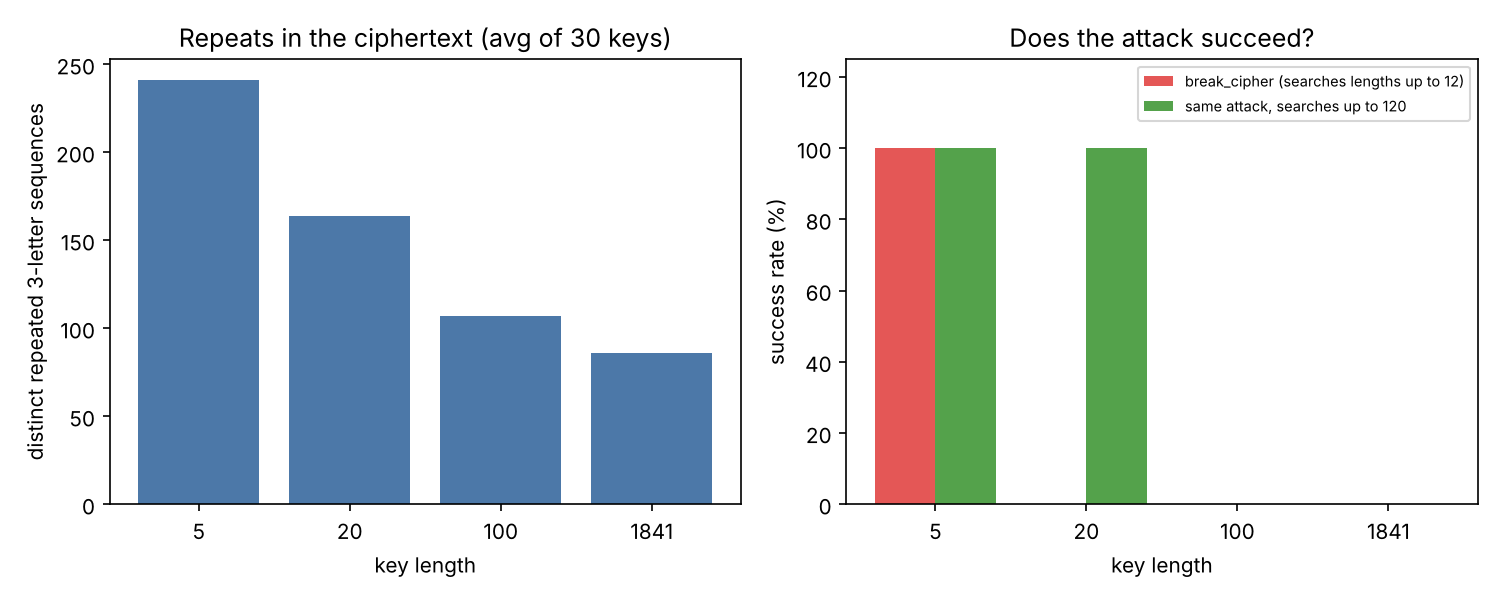 Repeats in the ciphertext (avg of 30 keys)
distinct repeated 3-letter sequences
250
200
150
100
50
0
5 20 100 1841
key length
Does the attack succeed?
break_cipher (searches lengths up to 12)
same attack, searches up to 120
success rate (%)
120
100
80
60
40
20
0
5 20 100 1841
key length